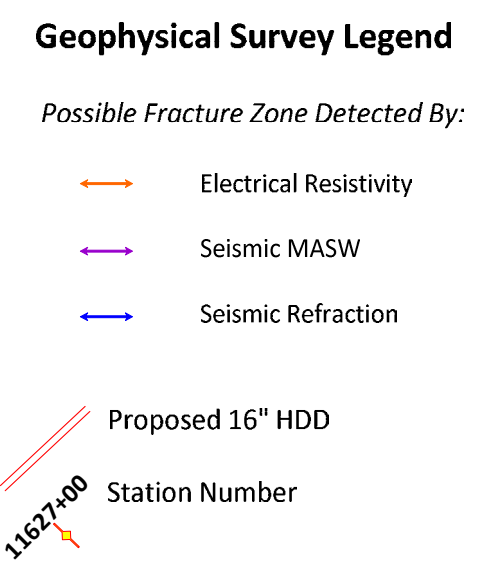 Geophysical Survey Legend
Possible Fracture Zone Detected By:
Electrical Resistivity
Seismic MASW
Seismic Refraction
Proposed 16" HDD
11627+00
Station Number